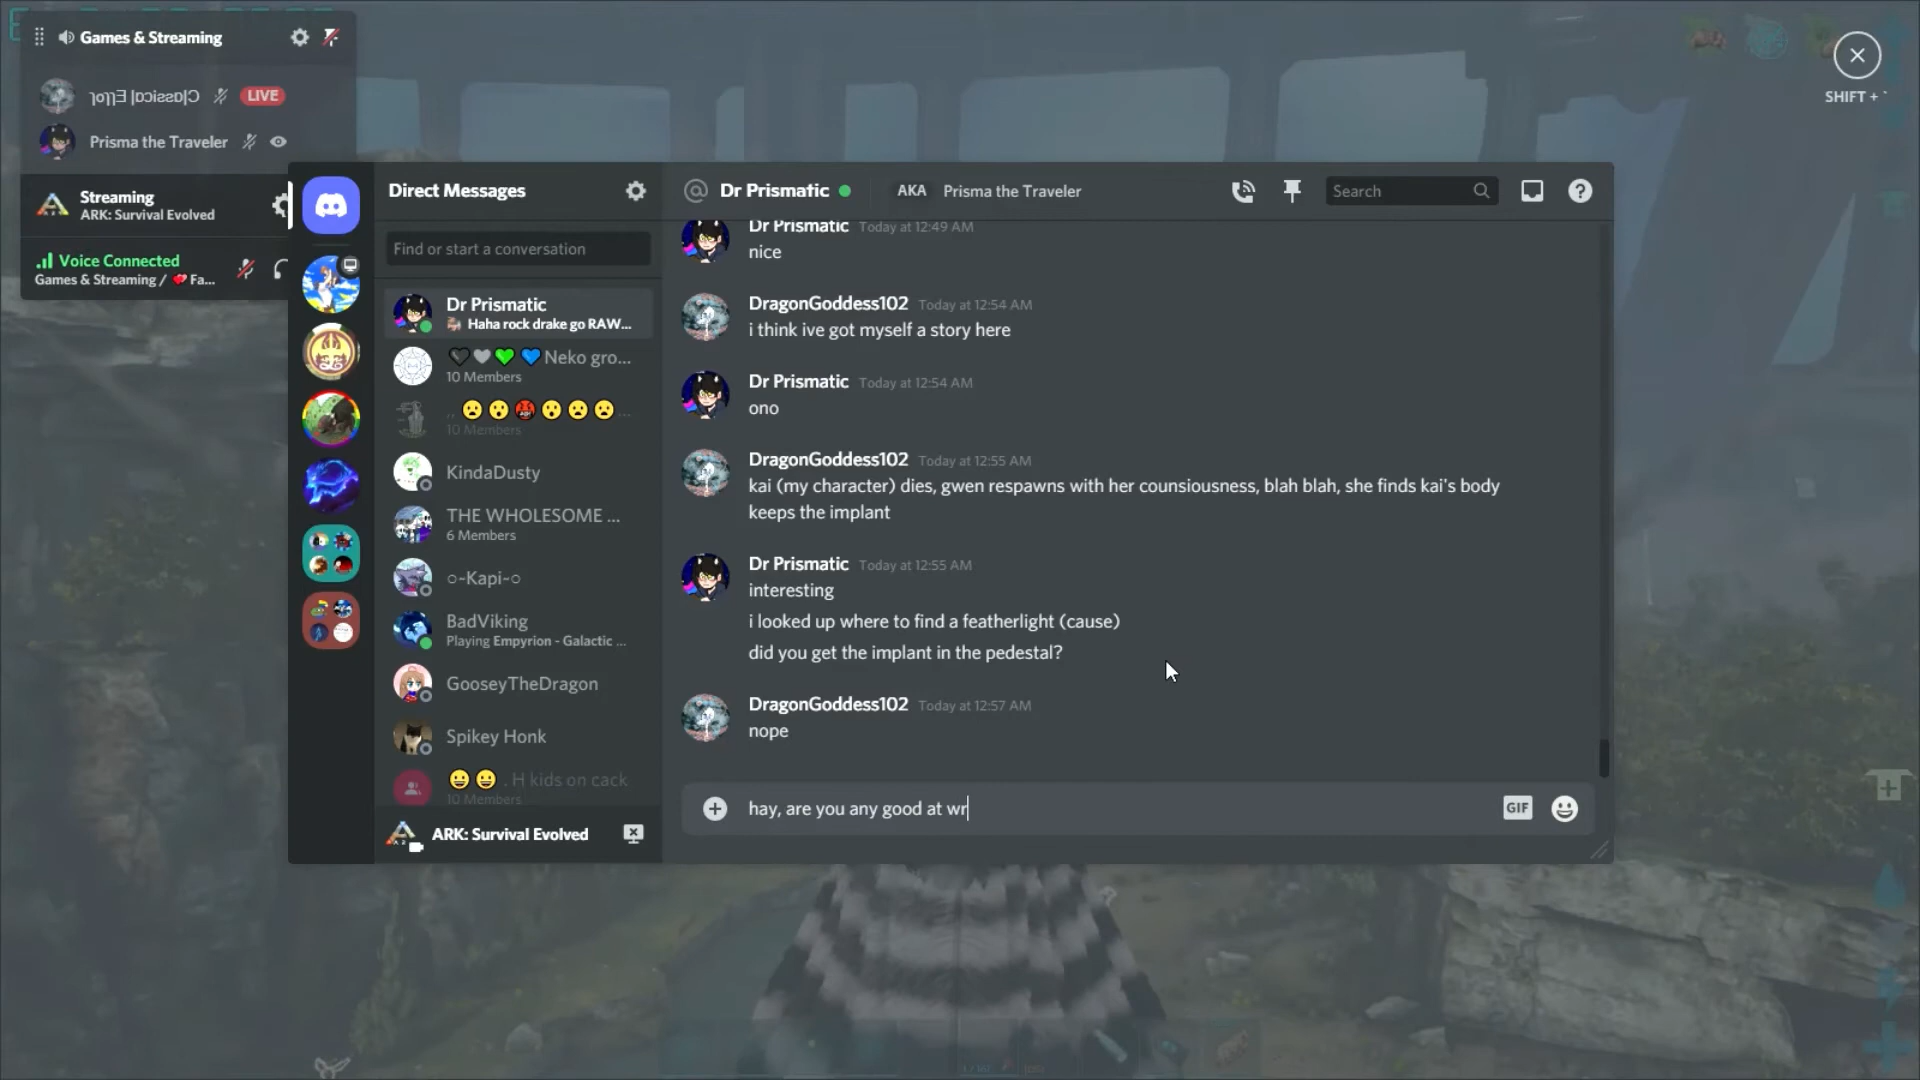 Games & Streaming
LIVE
Prisma the Traveler
Streaming
ARK: Survival Evolved
Voice Connected
Games & Streaming / ❤️ Fa...
SHIFT + `
Direct Messages
Find or start a conversation
Dr Prismatic
Haha rock drake go RAW...
🖤 🤍 💚 💙 Neko gro...
10 Members
,, 😦 😮 🤬 😮 😦 😦 ...
10 Members
KindaDusty
THE WHOLESOME ...
6 Members
○-Kapi-○
BadViking
Playing Empyrion - Galactic ...
GooseyTheDragon
Spikey Honk
😀 😀 . H kids on cack
10 Members
ARK: Survival Evolved
@ Dr Prismatic AKA Prisma the Traveler
Search
Dr Prismatic Today at 12:49 AM
nice
DragonGoddess102 Today at 12:54 AM
i think ive got myself a story here
Dr Prismatic Today at 12:54 AM
ono
DragonGoddess102 Today at 12:55 AM
kai (my character) dies, gwen respawns with her counsiousness, blah blah, she finds kai's body
keeps the implant
Dr Prismatic Today at 12:55 AM
interesting
i looked up where to find a featherlight (cause)
did you get the implant in the pedestal?
DragonGoddess102 Today at 12:57 AM
nope
hay, are you any good at wr
GIF